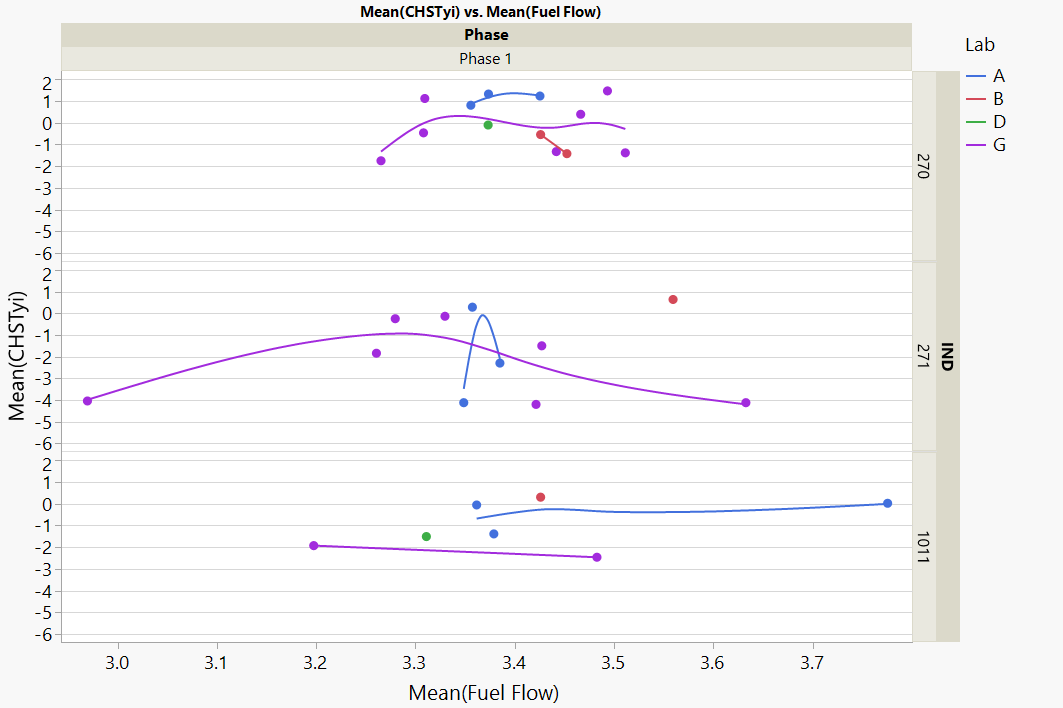 Mean(CHSTyi) vs. Mean(Fuel Flow)
Phase
Phase 1
Lab
A
B
D
G
2
1
0
-1
-2
-3
-4
-5
-6
270
2
1
0
-1
-2
-3
-4
-5
-6
271
2
1
0
-1
-2
-3
-4
-5
-6
1011
IND
Mean(CHSTyi)
3.0 3.1 3.2 3.3 3.4 3.5 3.6 3.7
Mean(Fuel Flow)